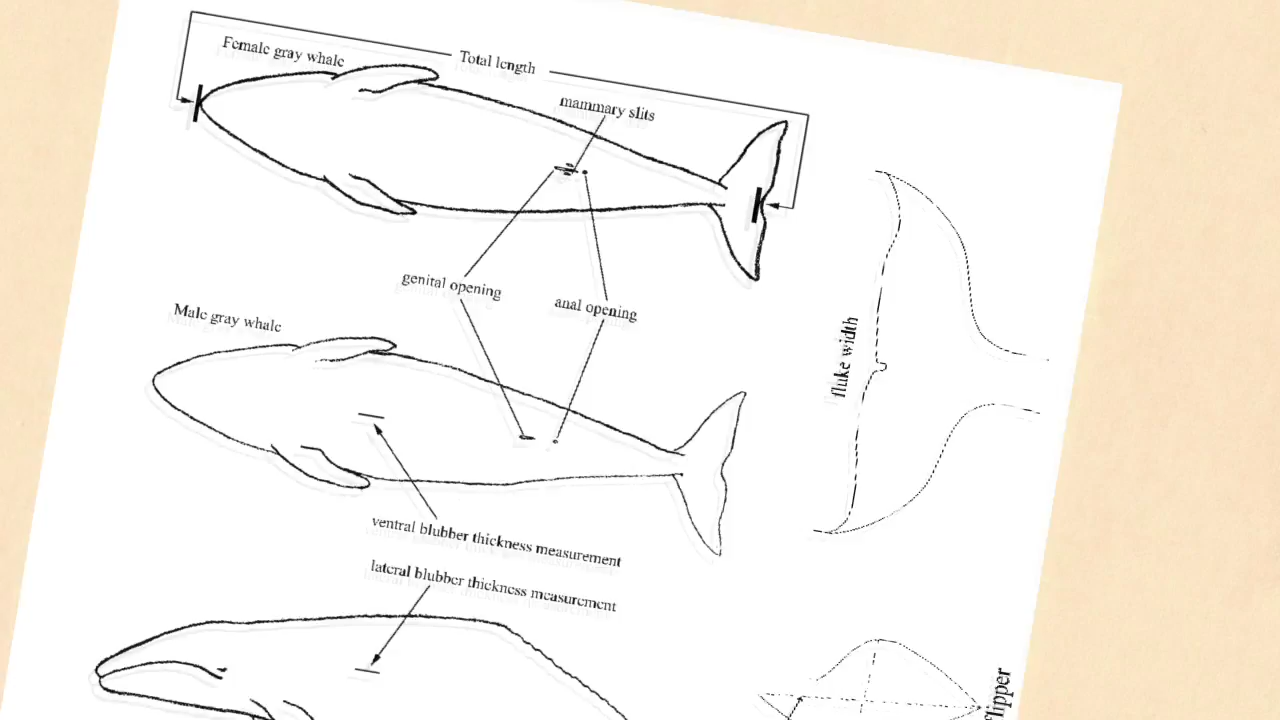 Female gray whale
Total length
mammary slits
genital opening
anal opening
Male gray whale
fluke width
ventral blubber thickness measurement
lateral blubber thickness measurement
flipper